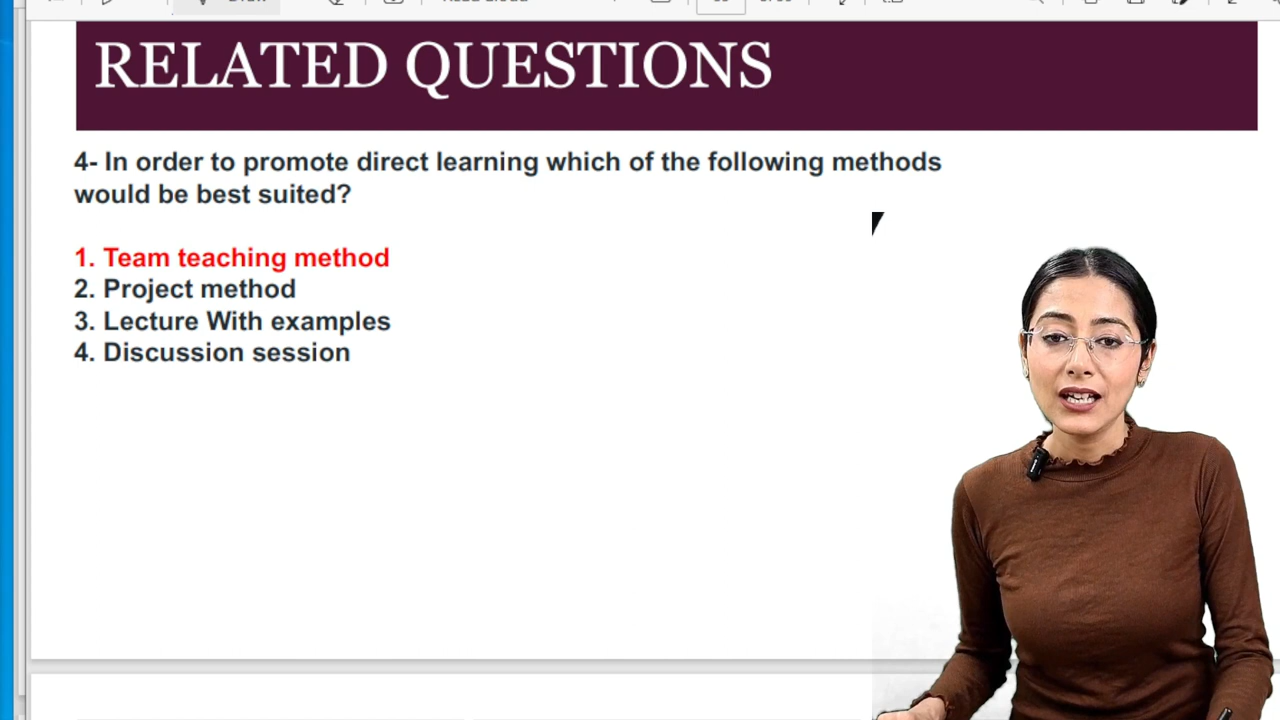 RELATED QUESTIONS
4- In order to promote direct learning which of the following methods
would be best suited?
1. Team teaching method
2. Project method
3. Lecture With examples
4. Discussion session